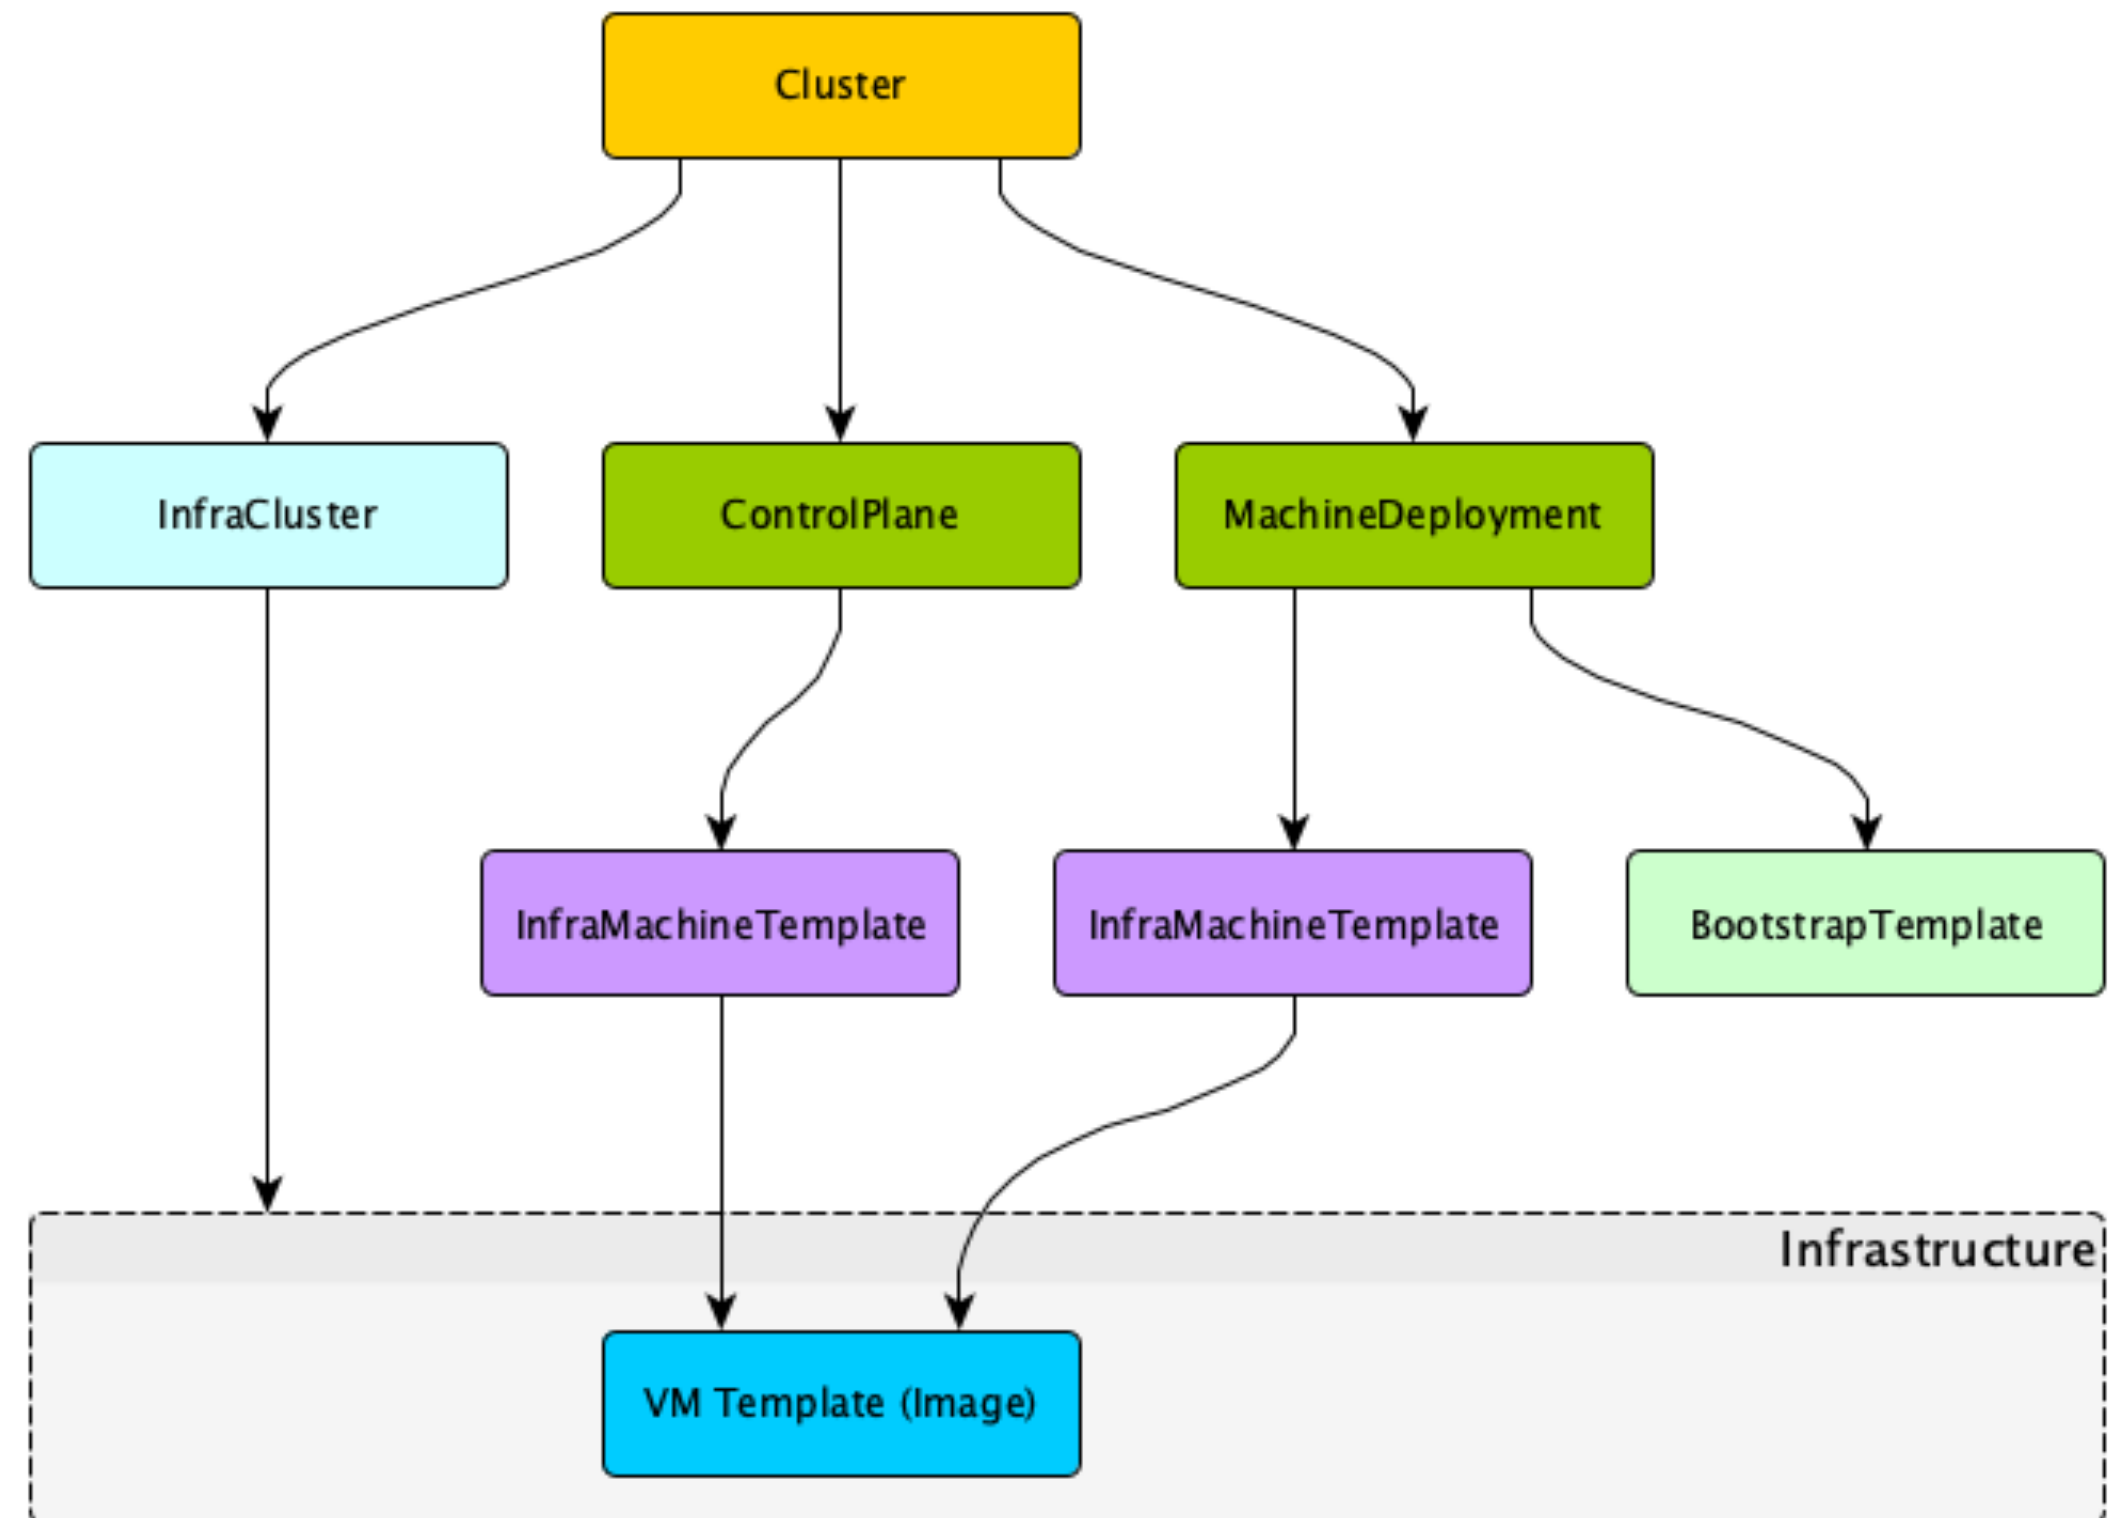 Cluster
InfraCluster
ControlPlane
MachineDeployment
InfraMachineTemplate
InfraMachineTemplate
BootstrapTemplate
Infrastructure
VM Template (Image)